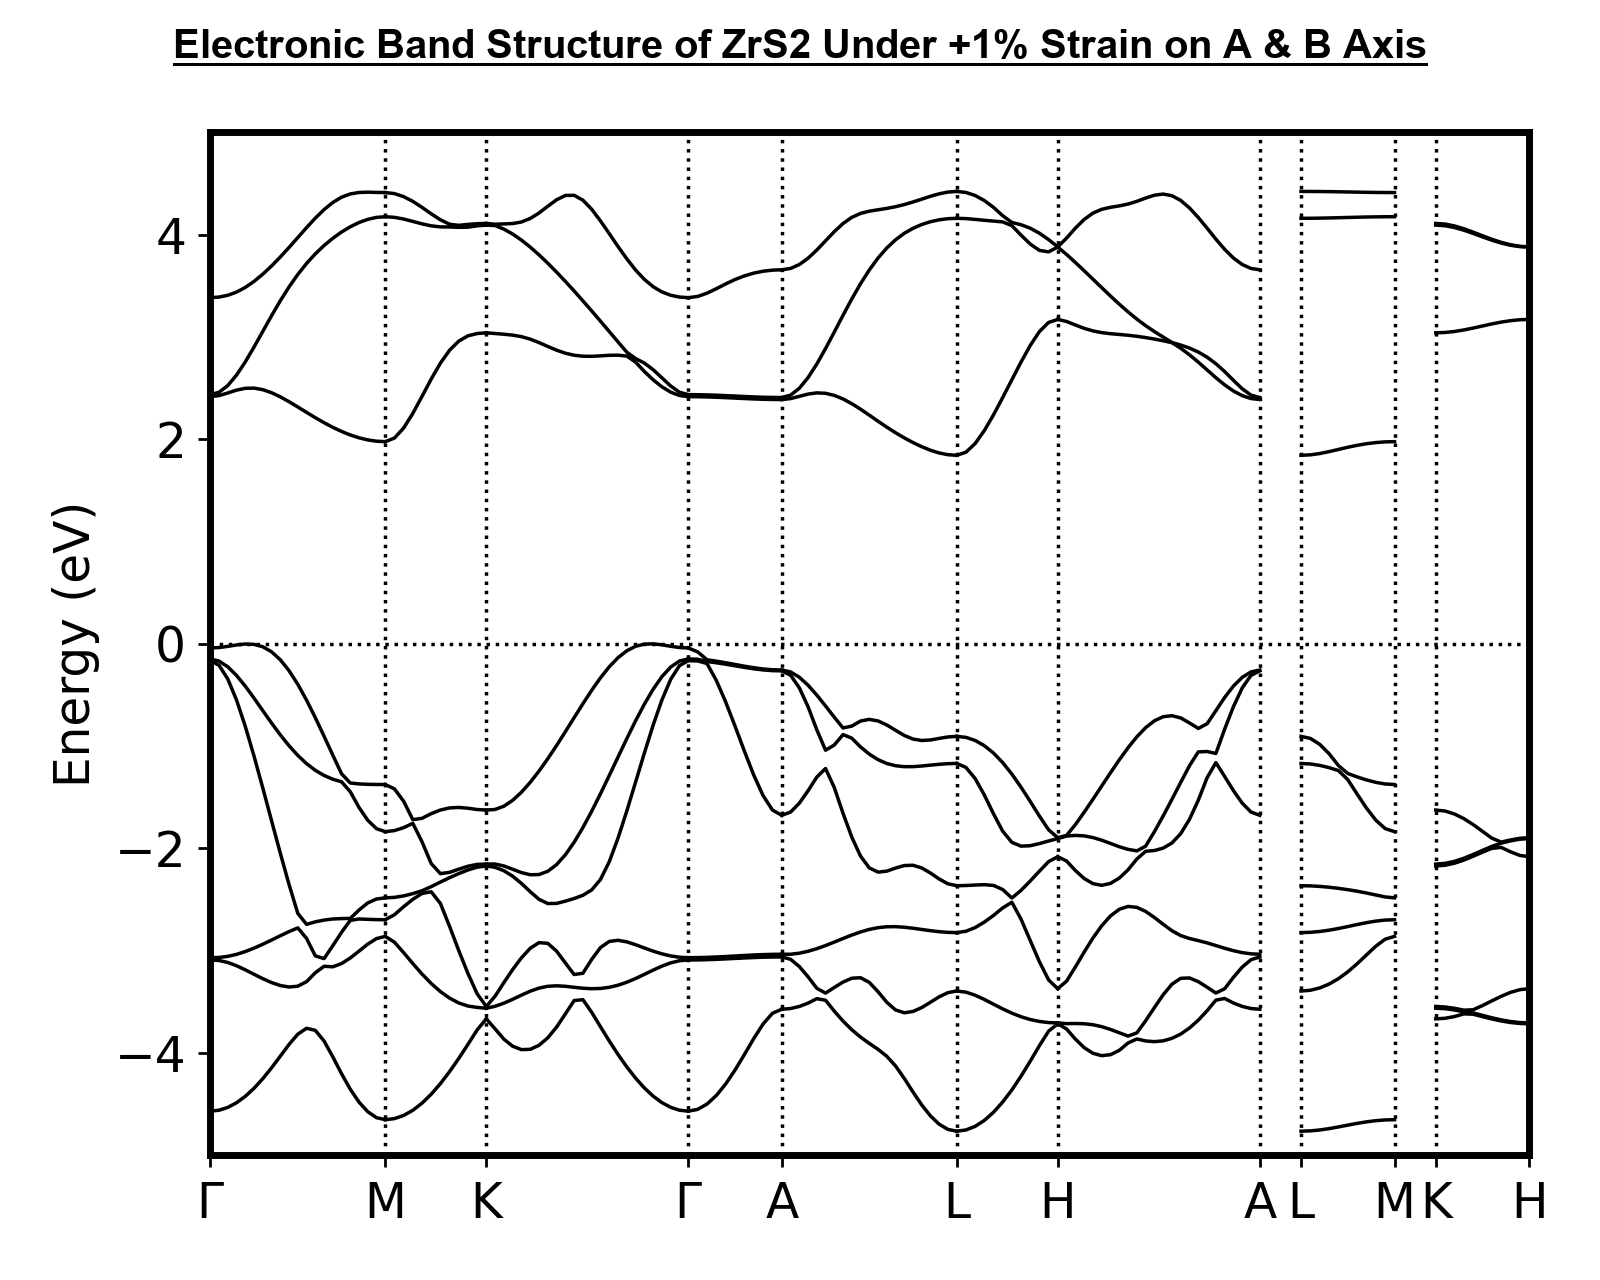 Electronic Band Structure of ZrS2 Under +1% Strain on A & B Axis
Energy (eV)
4
2
0
−2
−4
Γ M K Γ A L H A L M K H